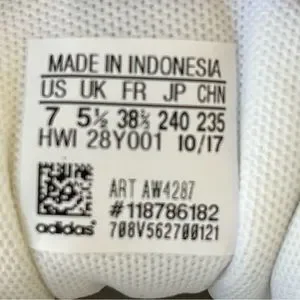 MADE IN INDONESIA
US UK FR JP CHN
7 5½ 38⅔ 240 235
HWI 28Y001 10/17
ART AW4287
#118786182
adidas 708V562700121